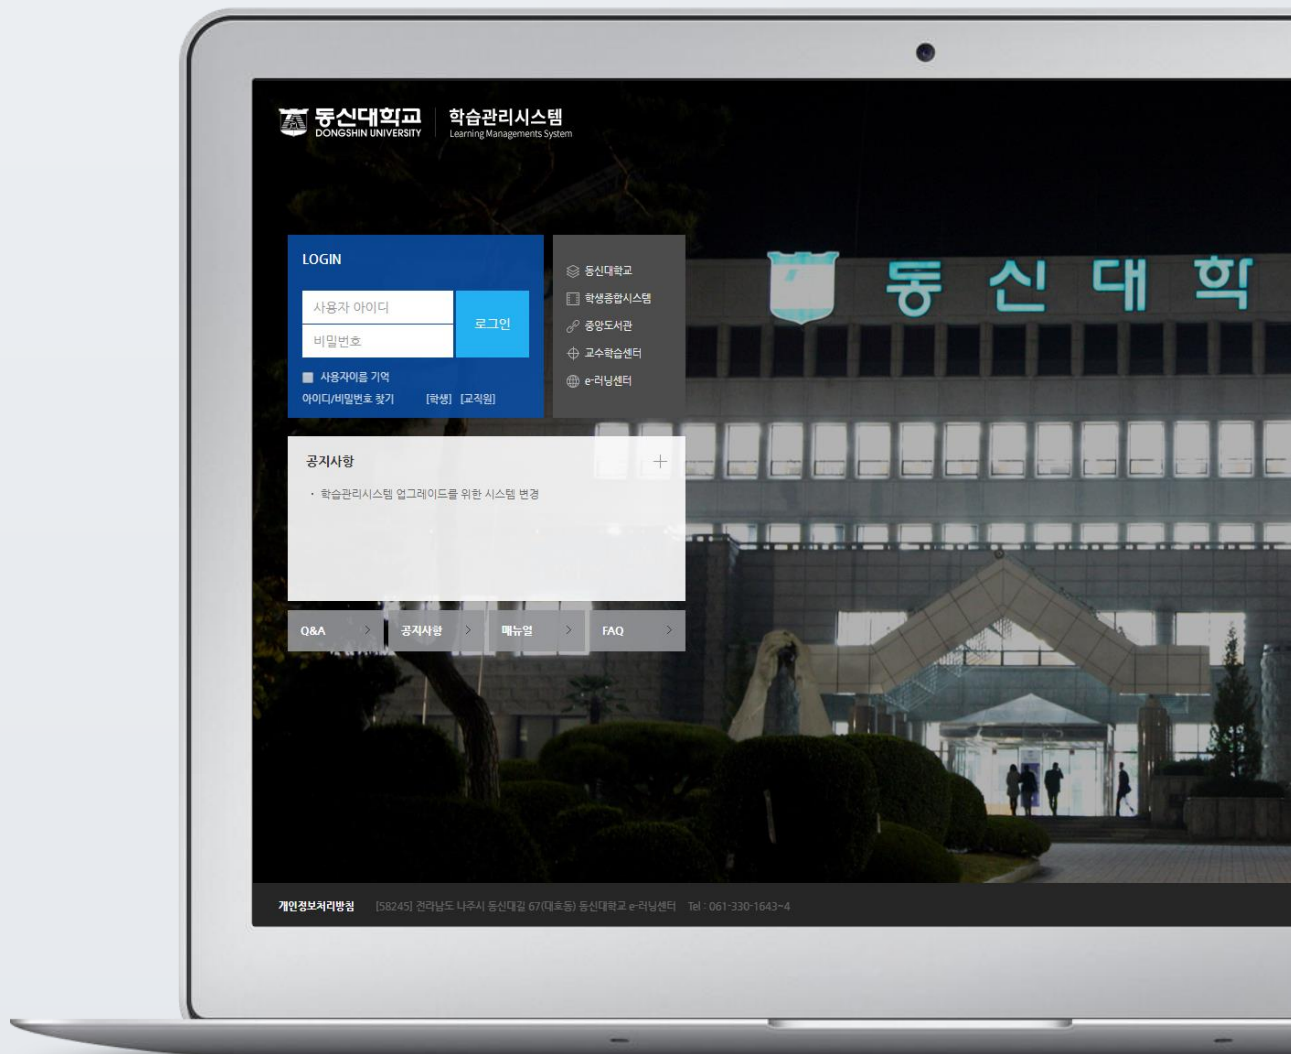 동신대학교
DONGSHIN UNIVERSITY
학습관리시스템
Learning Managements System
LOGIN
사용자 아이디
비밀번호
로그인
사용자이름 기억
아이디/비밀번호 찾기 [학생] [교직원]
동신대학교
학생종합시스템
중앙도서관
교수학습센터
e-러닝센터
동 신 대 학
공지사항
· 학습관리시스템 업그레이드를 위한 시스템 변경
Q&A
공지사항
매뉴얼
FAQ
개인정보처리방침 [58245] 전라남도 나주시 동신대길 67(대호동) 동신대학교 e-러닝센터 Tel : 061-330-1643~4